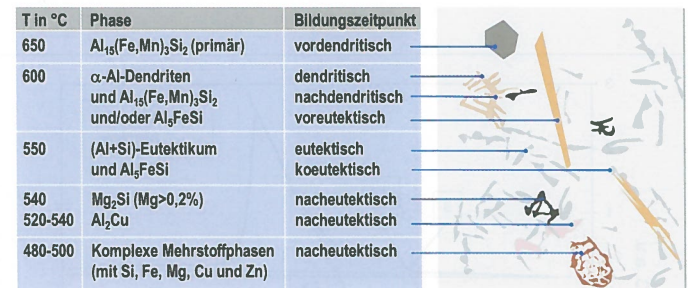 T in °C Phase Bildungszeitpunkt
650 Al₁₅(Fe,Mn)₃Si₂ (primär) vordendritisch
600 α-Al-Dendriten dendritisch
und Al₁₅(Fe,Mn)₃Si₂ nachdendritisch
und/oder Al₅FeSi voreutektisch
550 (Al+Si)-Eutektikum eutektisch
und Al₅FeSi koeutektisch
540 Mg₂Si (Mg>0,2%) nacheutektisch
520-540 Al₂Cu nacheutektisch
480-500 Komplexe Mehrstoffphasen nacheutektisch
(mit Si, Fe, Mg, Cu und Zn)